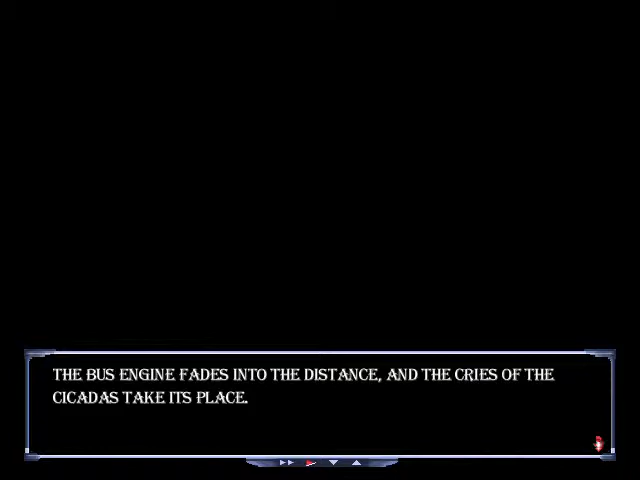 THE BUS ENGINE FADES INTO THE DISTANCE, AND THE CRIES OF THE
CICADAS TAKE ITS PLACE.